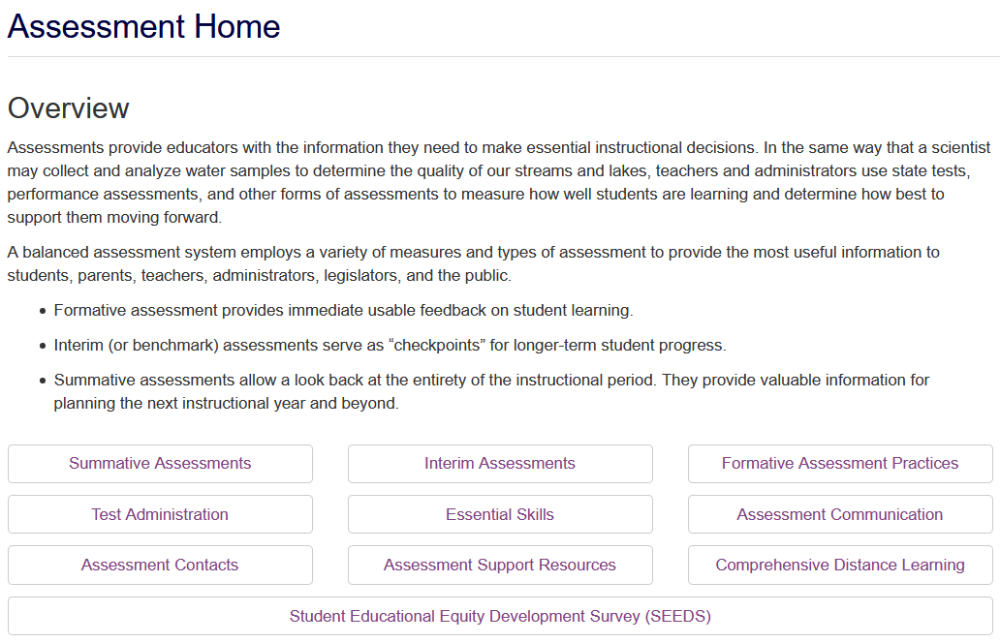 Assessment Home
Overview
Assessments provide educators with the information they need to make essential instructional decisions. In the same way that a scientist
may collect and analyze water samples to determine the quality of our streams and lakes, teachers and administrators use state tests,
performance assessments, and other forms of assessments to measure how well students are learning and determine how best to
support them moving forward.
A balanced assessment system employs a variety of measures and types of assessment to provide the most useful information to
students, parents, teachers, administrators, legislators, and the public.
• Formative assessment provides immediate usable feedback on student learning.
• Interim (or benchmark) assessments serve as “checkpoints” for longer-term student progress.
• Summative assessments allow a look back at the entirety of the instructional period. They provide valuable information for
planning the next instructional year and beyond.
Summative Assessments
Interim Assessments
Formative Assessment Practices
Test Administration
Essential Skills
Assessment Communication
Assessment Contacts
Assessment Support Resources
Comprehensive Distance Learning
Student Educational Equity Development Survey (SEEDS)